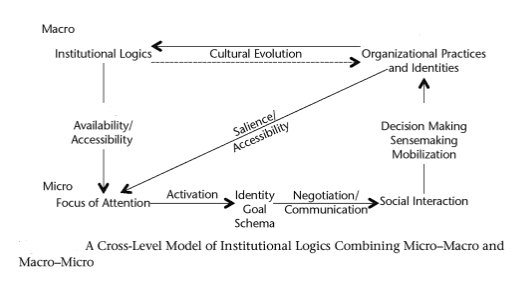 Macro
Institutional Logics
Cultural Evolution
Organizational Practices
and Identities
Availability/
Accessibility
Salience/
Accessibility
Decision Making
Sensemaking
Mobilization
Micro
Focus of Attention
Activation
Identity
Goal
Schema
Negotiation/
Communication
Social Interaction
A Cross-Level Model of Institutional Logics Combining Micro–Macro and
Macro–Micro